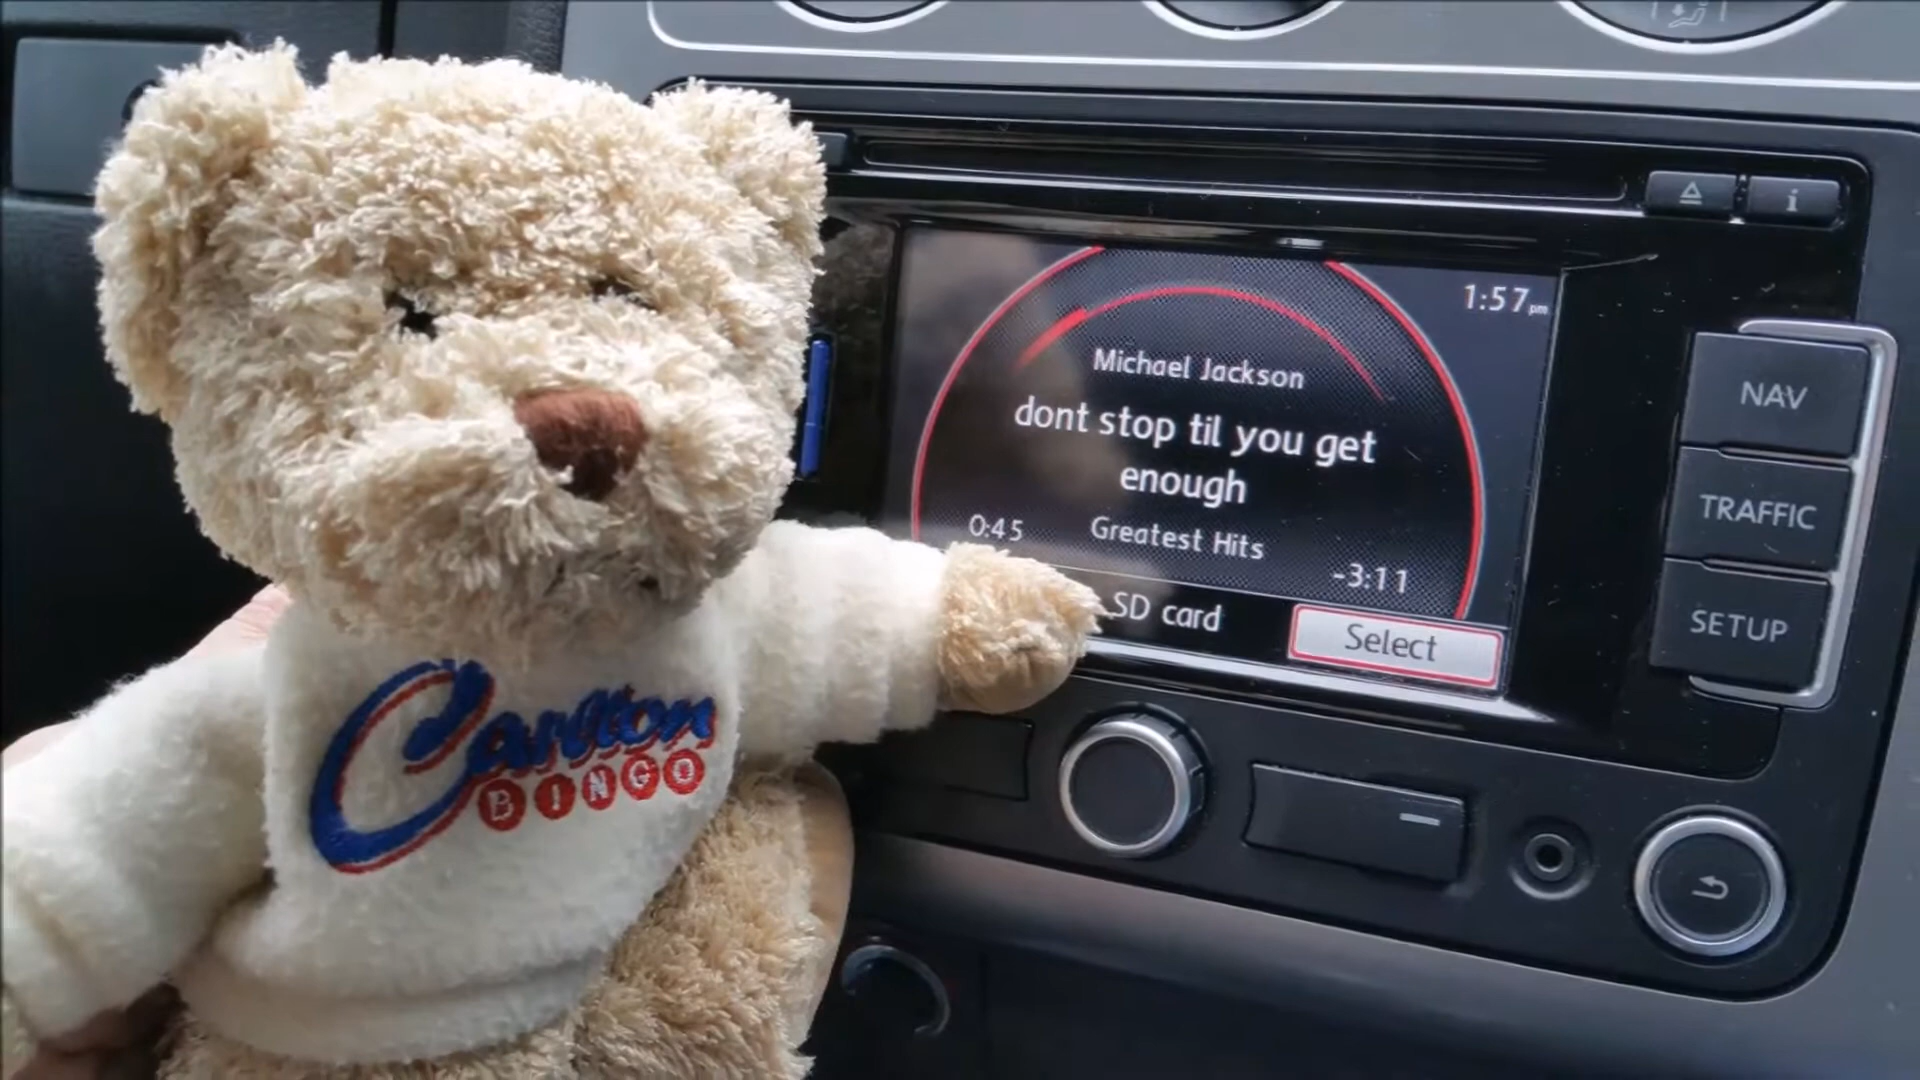 Carlton
BINGO
i
1:57pm
Michael Jackson
dont stop til you get
enough
0:45
Greatest Hits
-3:11
SD card
Select
NAV
TRAFFIC
SETUP